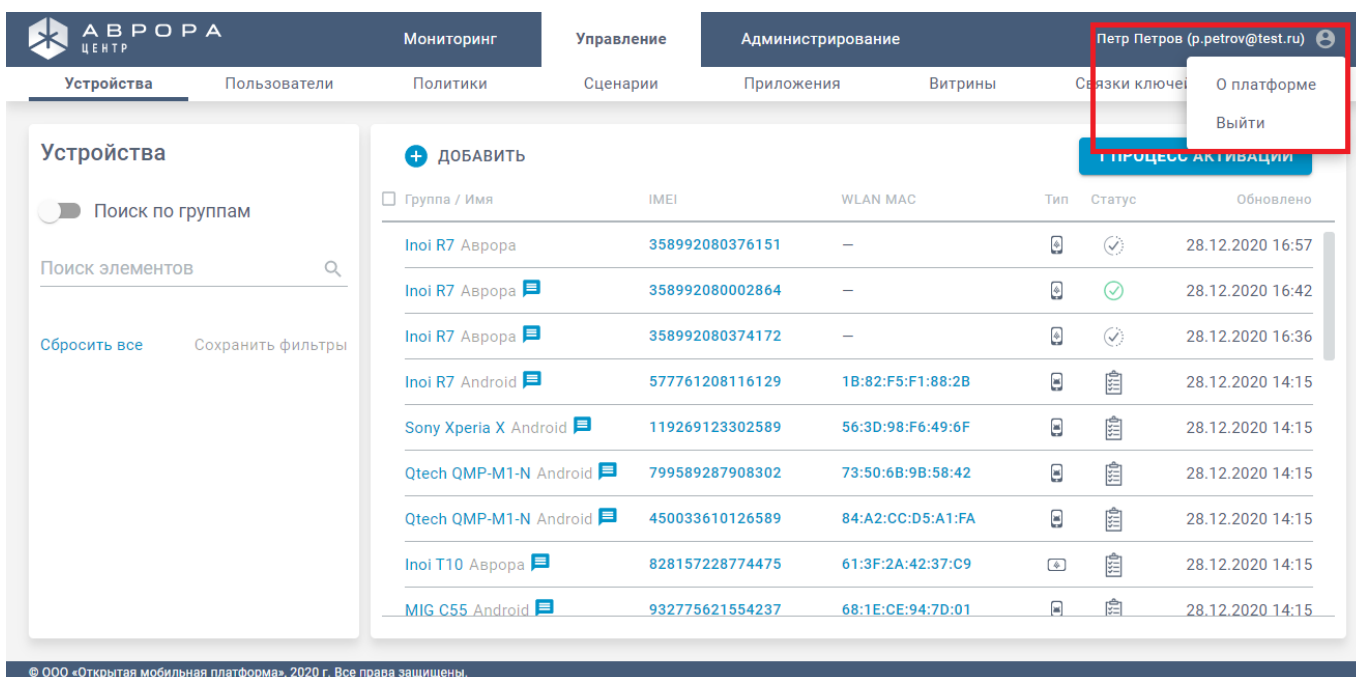 АВРОРА
ЦЕНТР
Мониторинг Управление Администрирование Петр Петров (p.petrov@test.ru)
Устройства Пользователи Политики Сценарии Приложения Витрины Связки ключей О платформе
Выйти
Устройства ДОБАВИТЬ 1 ПРОЦЕСС АКТИВАЦИИ
Поиск по группам Группа / Имя IMEI WLAN MAC Тип Статус Обновлено
Inoi R7 Аврора 358992080376151 — 28.12.2020 16:57
Поиск элементов
Inoi R7 Аврора 358992080002864 — 28.12.2020 16:42
Сбросить все Сохранить фильтры Inoi R7 Аврора 358992080374172 — 28.12.2020 16:36
Inoi R7 Android 577761208116129 1B:82:F5:F1:88:2B 28.12.2020 14:15
Sony Xperia X Android 119269123302589 56:3D:98:F6:49:6F 28.12.2020 14:15
Qtech QMP-M1-N Android 799589287908302 73:50:6B:9B:58:42 28.12.2020 14:15
Qtech QMP-M1-N Android 450033610126589 84:A2:CC:D5:A1:FA 28.12.2020 14:15
Inoi T10 Аврора 828157228774475 61:3F:2A:42:37:C9 28.12.2020 14:15
MIG C55 Android 932775621554237 68:1E:CE:94:7D:01 28.12.2020 14:15
© ООО «Открытая мобильная платформа», 2020 г. Все права защищены.